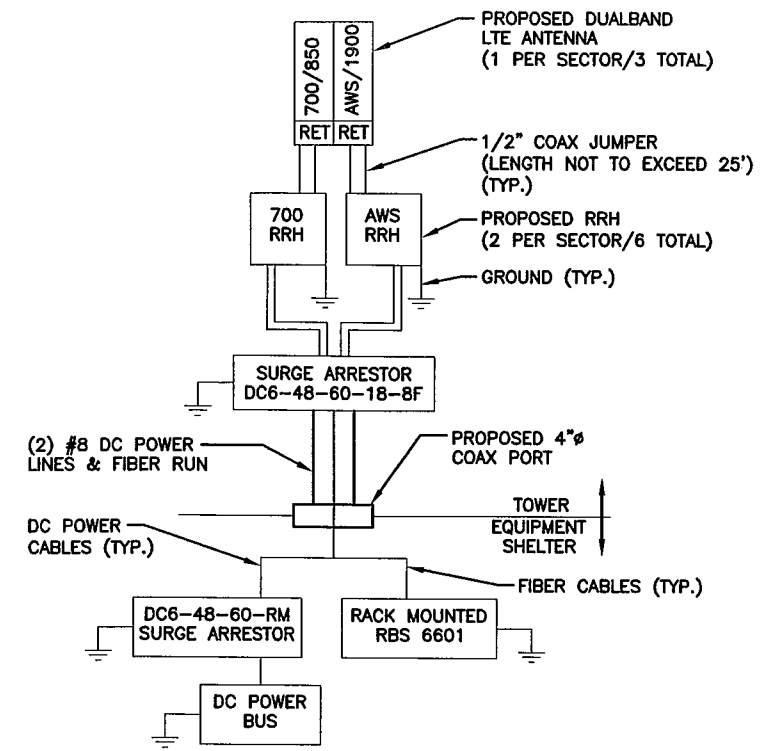 PROPOSED DUALBAND
LTE ANTENNA
(1 PER SECTOR/3 TOTAL)
700/850
AWS/1900
RET RET
1/2" COAX JUMPER
(LENGTH NOT TO EXCEED 25')
(TYP.)
700
RRH
AWS
RRH
PROPOSED RRH
(2 PER SECTOR/6 TOTAL)
GROUND (TYP.)
SURGE ARRESTOR
DC6-48-60-18-8F
(2) #8 DC POWER
LINES & FIBER RUN
PROPOSED 4"ø
COAX PORT
TOWER
EQUIPMENT
SHELTER
DC POWER
CABLES (TYP.)
FIBER CABLES (TYP.)
DC6-48-60-RM
SURGE ARRESTOR
RACK MOUNTED
RBS 6601
DC POWER
BUS